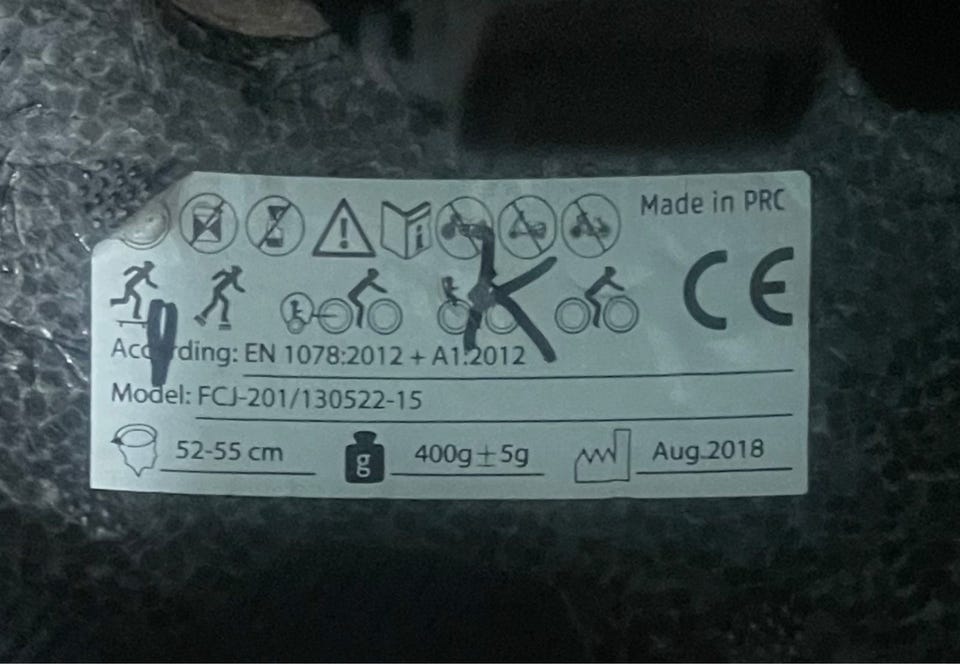 Made in PRC
CE
According: EN 1078:2012 + A1:2012
Model: FCJ-201/130522-15
52-55 cm
g
400g±5g
Aug.2018